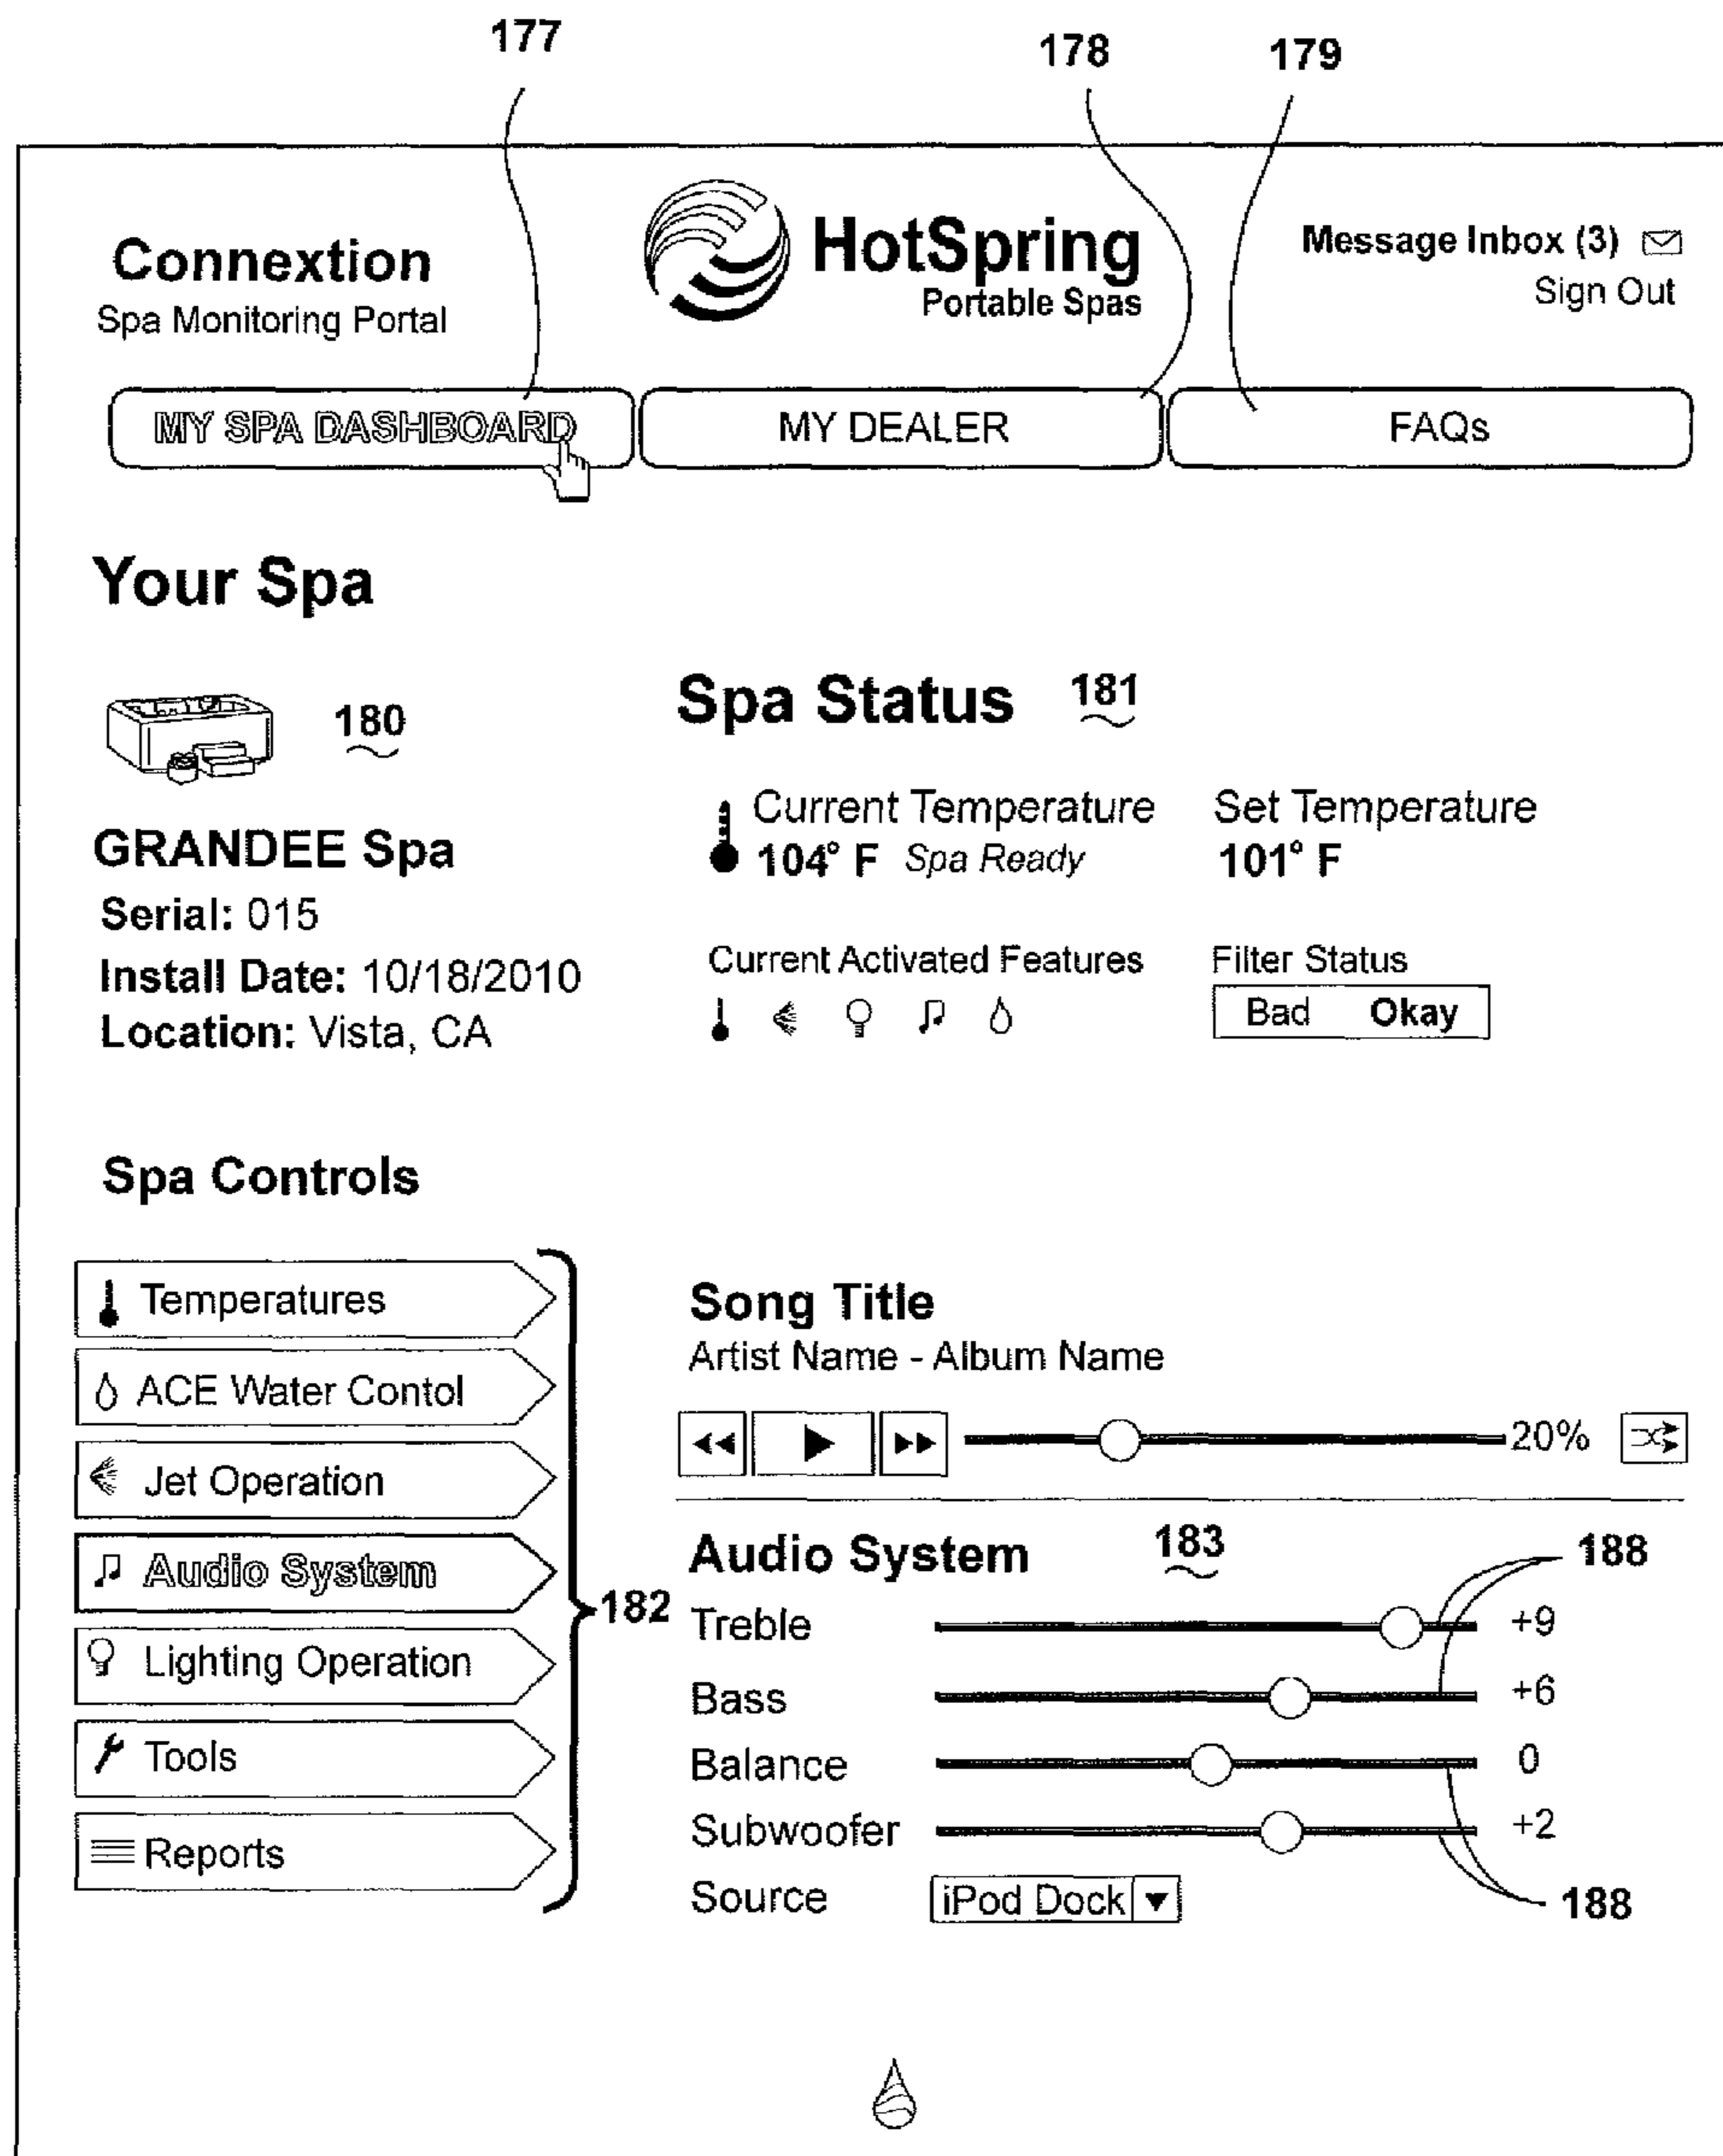 177
178
179
Connextion
Spa Monitoring Portal
HotSpring
Portable Spas
Message Inbox (3)
Sign Out
MY SPA DASHBOARD
MY DEALER
FAQs
Your Spa
180
GRANDEE Spa
Serial: 015
Install Date: 10/18/2010
Location: Vista, CA
Spa Status 181
Current Temperature
104° F Spa Ready
Set Temperature
101° F
Current Activated Features
Filter Status
Bad Okay
Spa Controls
Temperatures
ACE Water Contol
Jet Operation
Audio System
Lighting Operation
Tools
Reports
182
Song Title
Artist Name - Album Name
20%
Audio System 183
188
Treble +9
Bass +6
Balance 0
Subwoofer +2
Source iPod Dock
188